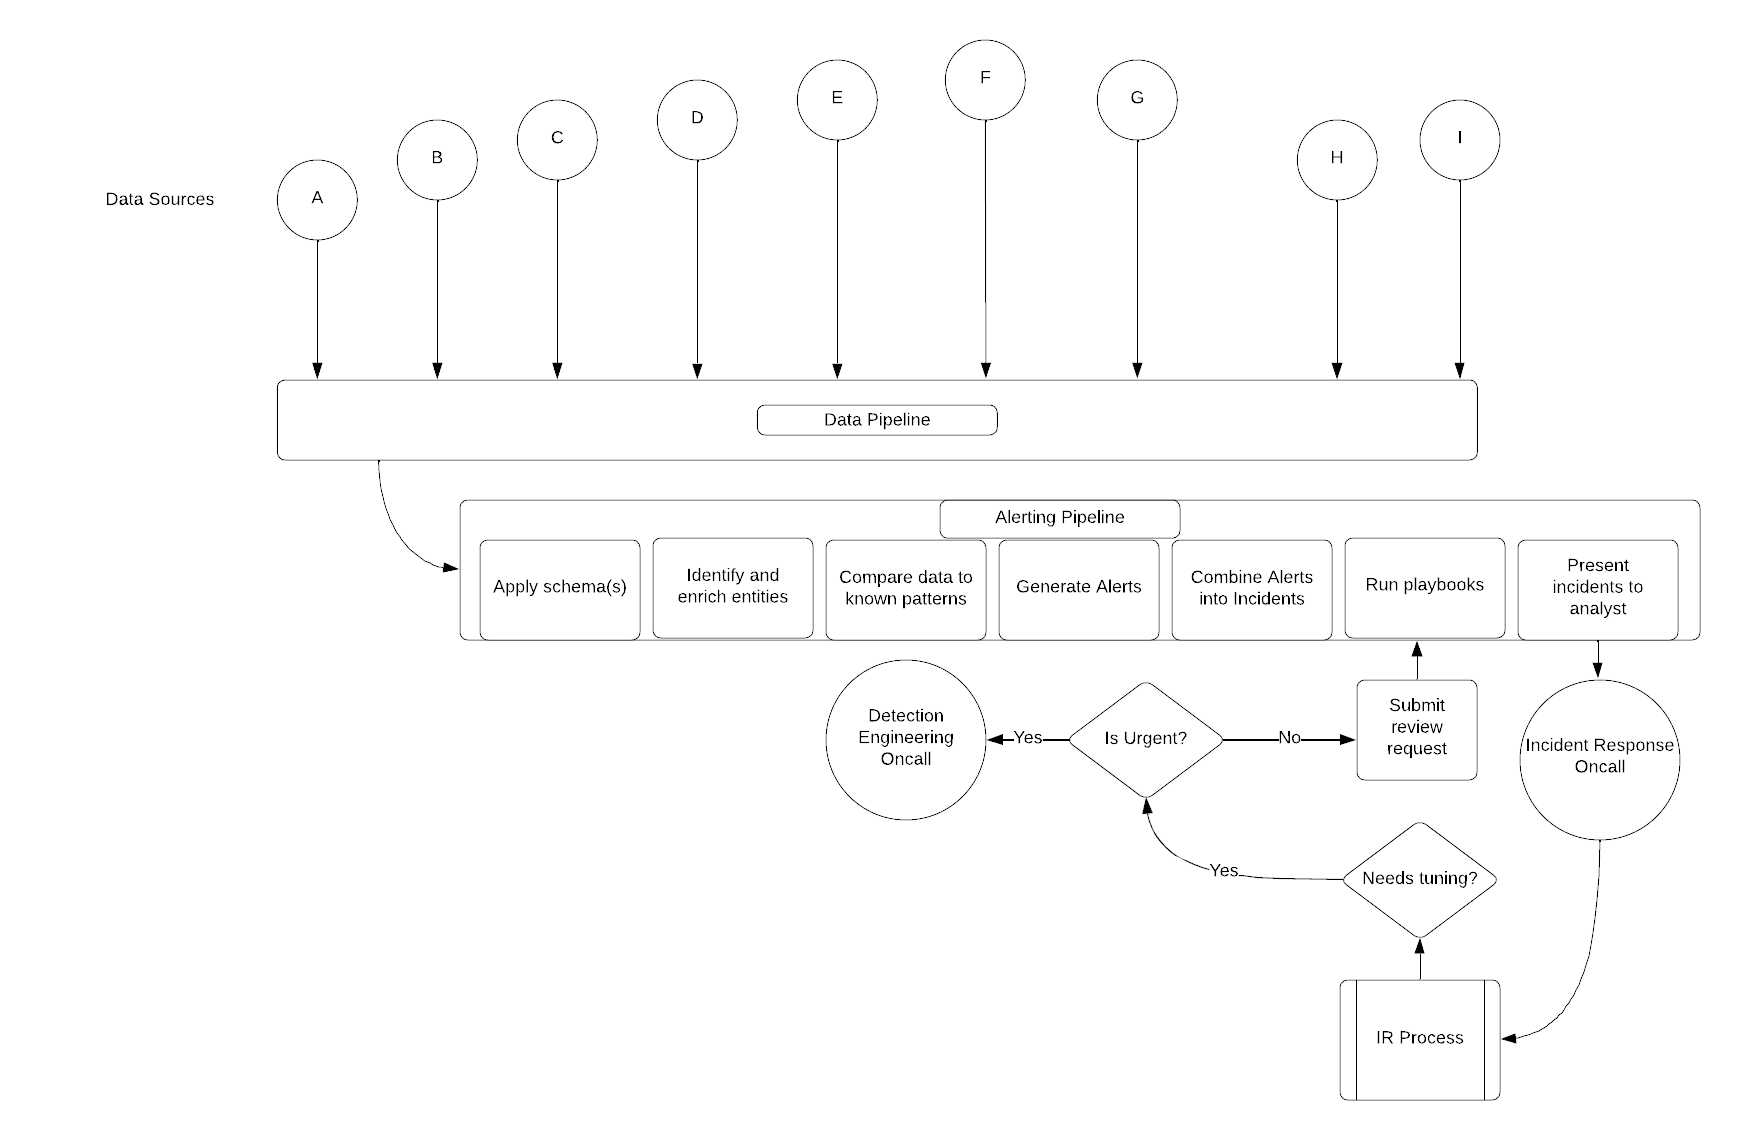 F
E
G
D
C
I
B
H
A
Data Sources
Data Pipeline
Alerting Pipeline
Apply schema(s)
Identify and
enrich entities
Compare data to
known patterns
Generate Alerts
Combine Alerts
into Incidents
Run playbooks
Present
incidents to
analyst
Detection
Engineering
Oncall
Yes
Is Urgent?
No
Submit
review
request
Incident Response
Oncall
Yes
Needs tuning?
IR Process